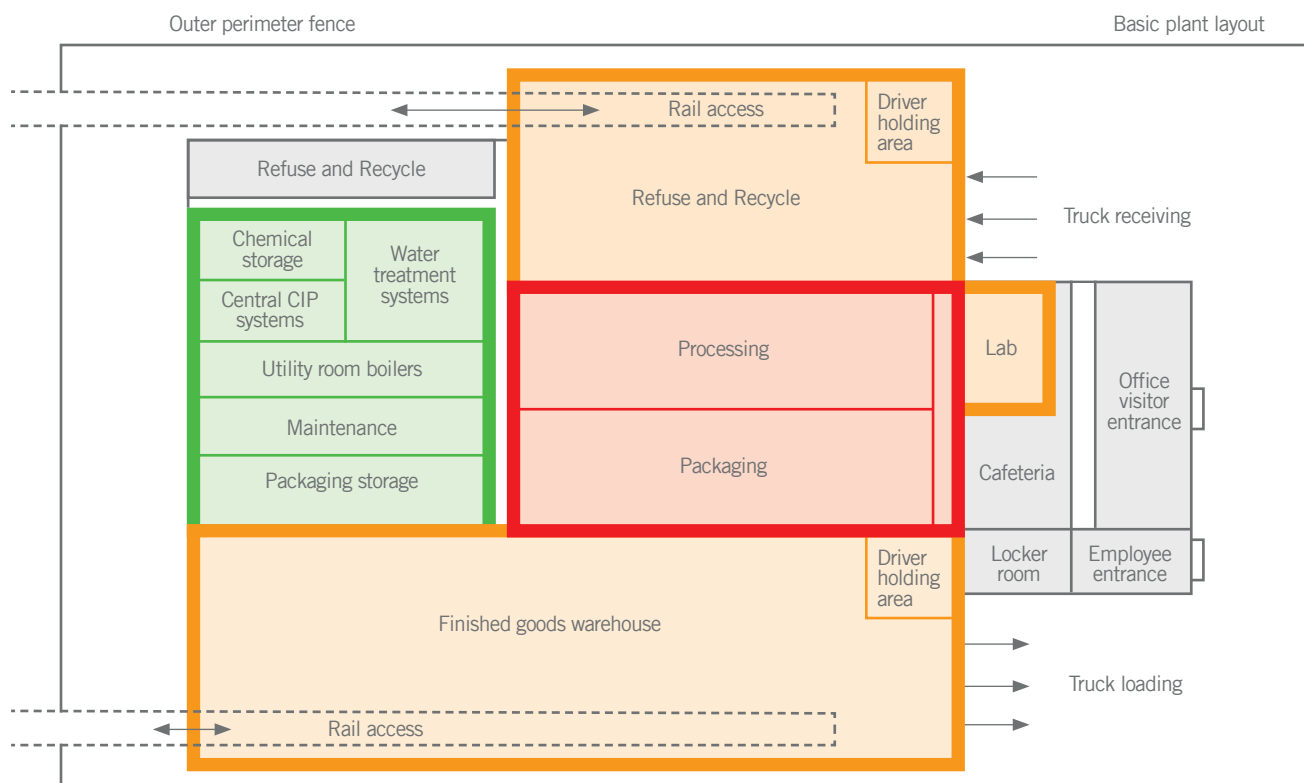 Outer perimeter fence
Basic plant layout
Rail access
Driver
holding
area
Refuse and Recycle
Refuse and Recycle
Truck receiving
Chemical
storage
Water
treatment
systems
Central CIP
systems
Processing
Lab
Utility room boilers
Office
visitor
entrance
Maintenance
Packaging
Cafeteria
Packaging storage
Driver
holding
area
Locker
room
Employee
entrance
Finished goods warehouse
Truck loading
Rail access